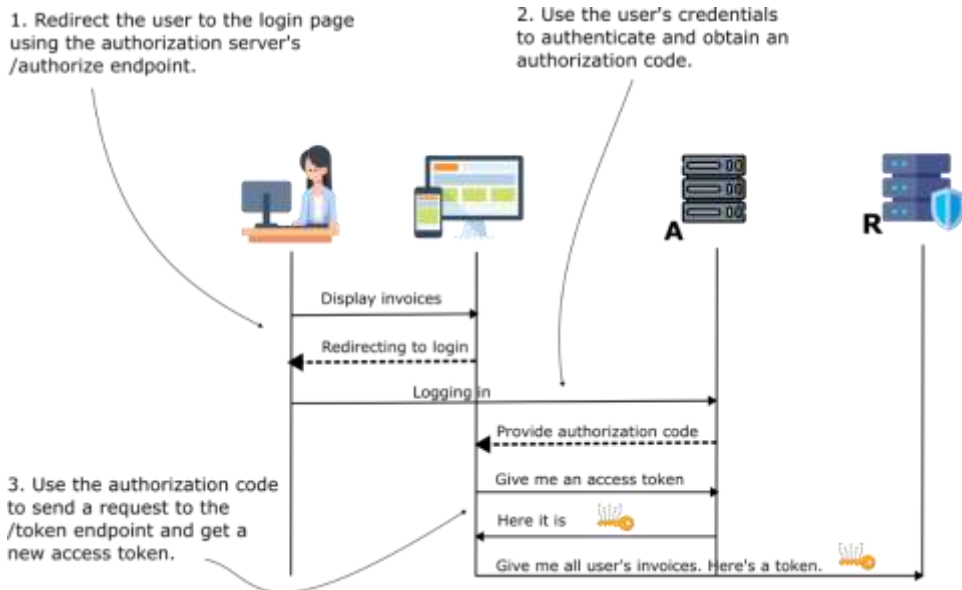 1. Redirect the user to the login page
using the authorization server's
/authorize endpoint.
2. Use the user's credentials
to authenticate and obtain an
authorization code.
A
R
Display invoices
Redirecting to login
Logging in
Provide authorization code
3. Use the authorization code
to send a request to the
/token endpoint and get a
new access token.
Give me an access token
Here it is
Give me all user's invoices. Here's a token.